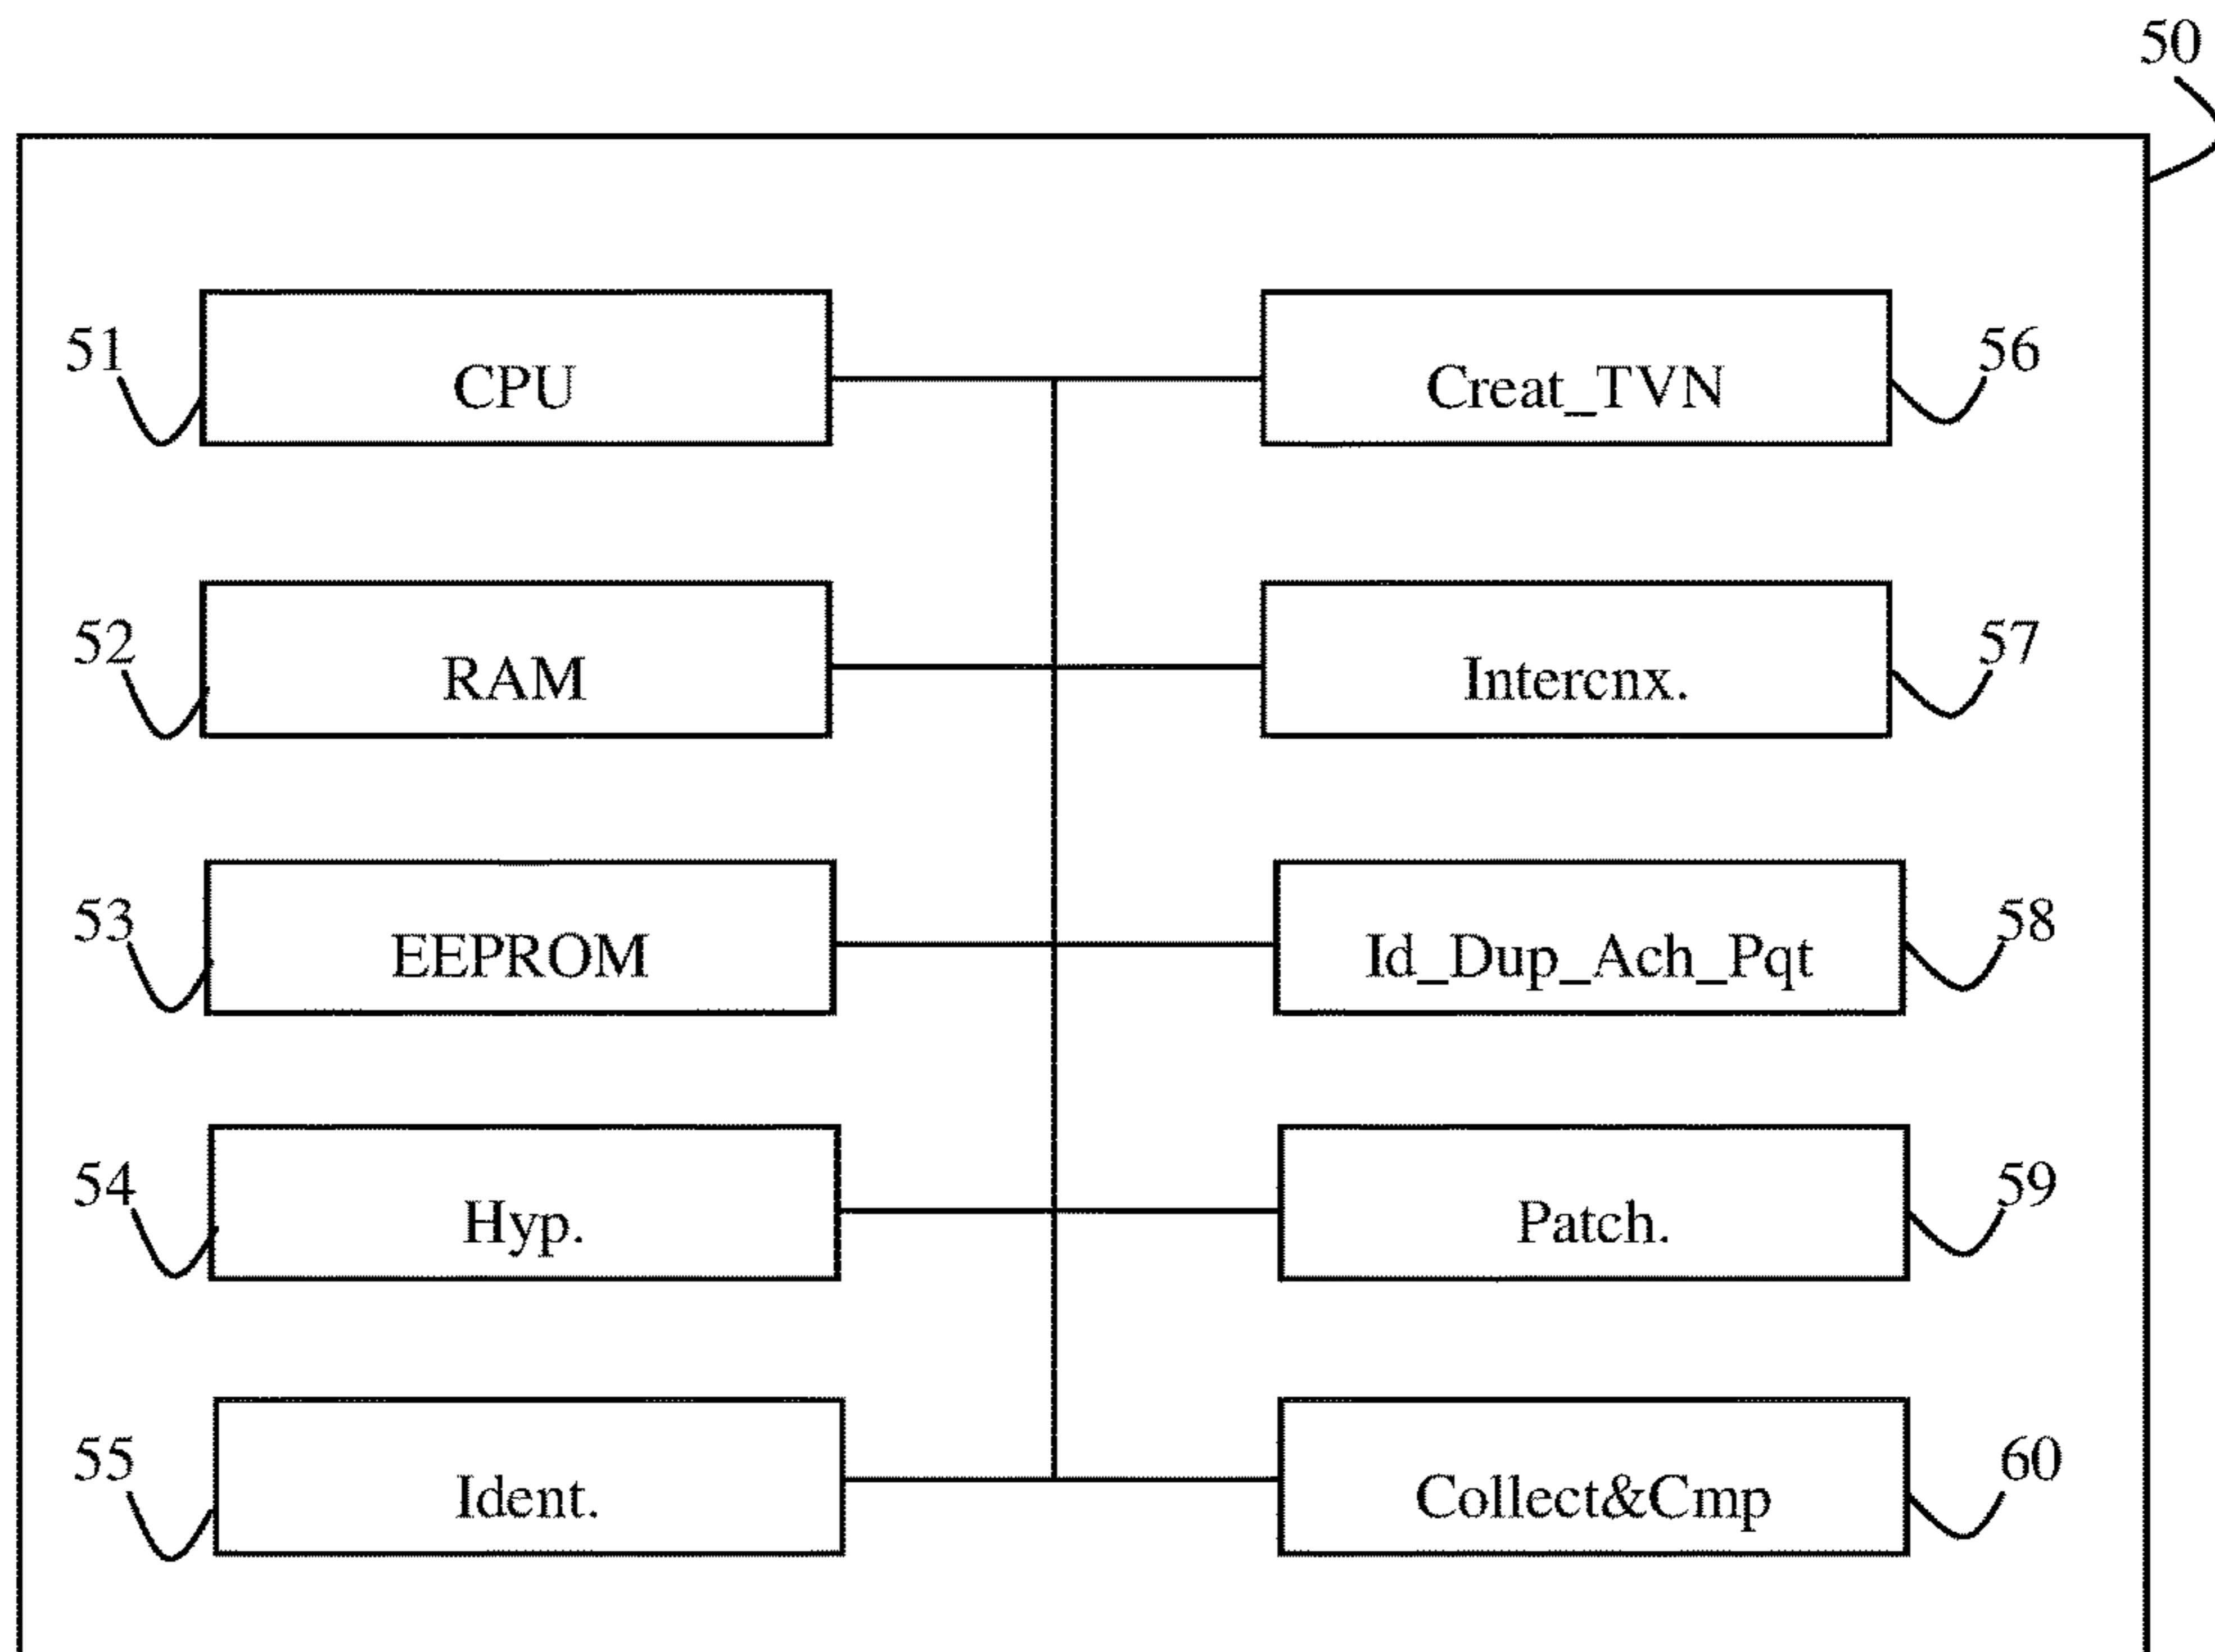 50
51 CPU Creat_TVN 56
52 RAM Intercnx. 57
53 EEPROM Id_Dup_Ach_Pqt 58
54 Hyp. Patch. 59
55 Ident. Collect&Cmp 60